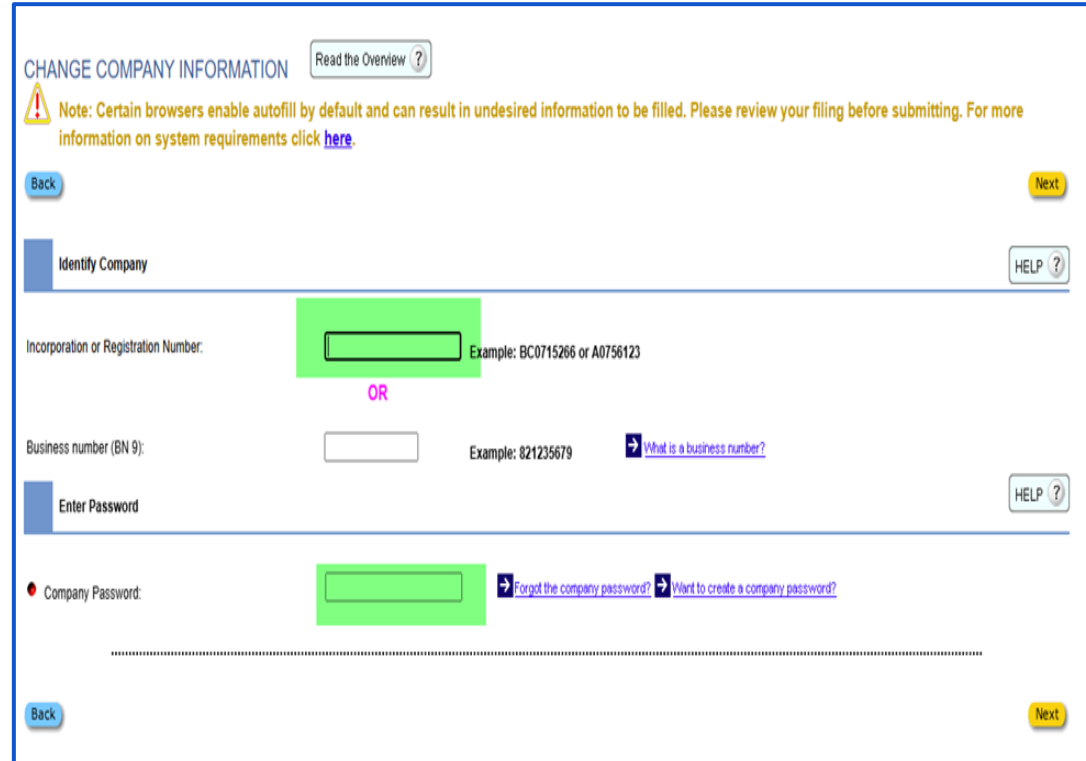 CHANGE COMPANY INFORMATION Read the Overview ?
Note: Certain browsers enable autofill by default and can result in undesired information to be filled. Please review your filing before submitting. For more
information on system requirements click here.
Back Next
Identify Company HELP ?
Incorporation or Registration Number: Example: BC0715266 or A0756123
OR
Business number (BN 9): Example: 821235679 What is a business number?
Enter Password HELP ?
Company Password: Forgot the company password? Want to create a company password?
Back Next